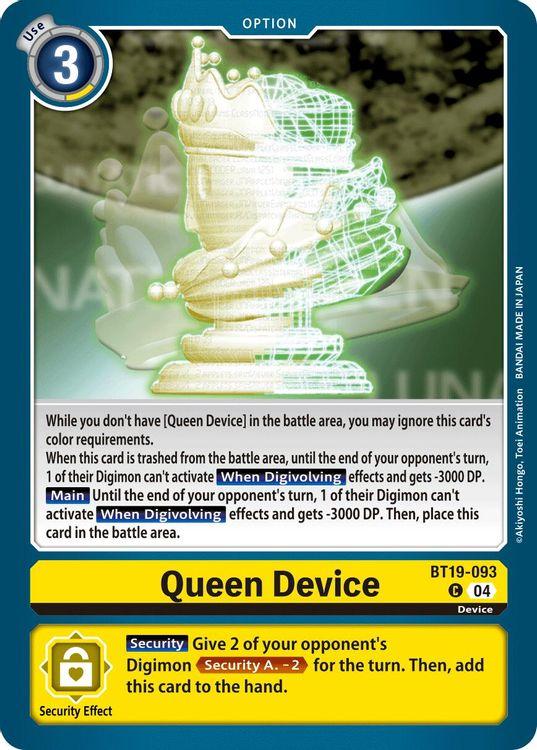 OPTION
Use
3
While you don't have [Queen Device] in the battle area, you may ignore this card's
color requirements.
When this card is trashed from the battle area, until the end of your opponent's turn,
1 of their Digimon can't activate When Digivolving effects and gets -3000 DP.
Main Until the end of your opponent's turn, 1 of their Digimon can't
activate When Digivolving effects and gets -3000 DP. Then, place this
card in the battle area.
©Akiyoshi Hongo, Toei Animation BANDAI MADE IN JAPAN
Queen Device
BT19-093
C 04
Device
Security Give 2 of your opponent's
Digimon Security A. -2 for the turn. Then, add
this card to the hand.
Security Effect